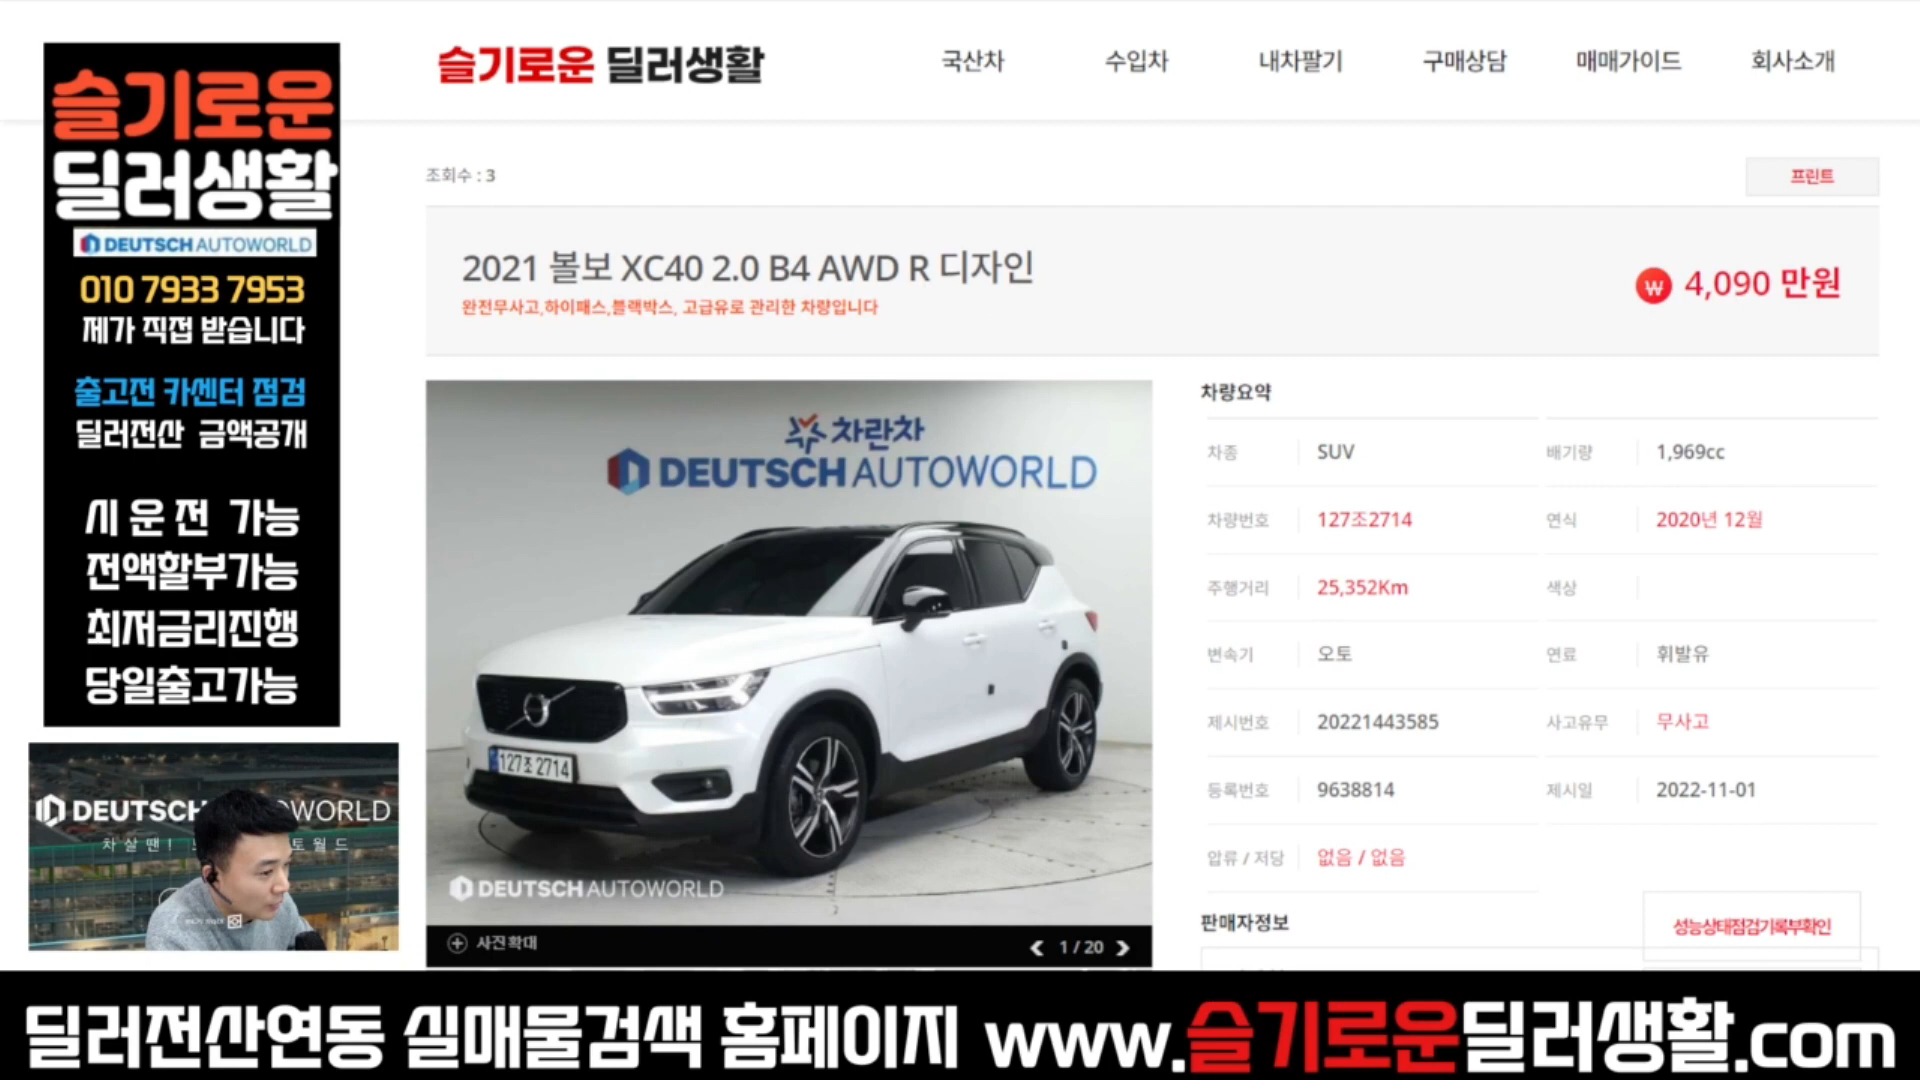 슬기로운
딜러생활
DEUTSCH AUTOWORLD
010 7933 7953
제가 직접 받습니다
출고전 카센터 점검
딜러전산 금액공개
시 운 전 가능
전액할부가능
최저금리진행
당일출고가능
슬기로운 딜러생활
국산차 수입차 내차팔기 구매상담 매매가이드 회사소개
조회수 : 3
프린트
2021 볼보 XC40 2.0 B4 AWD R 디자인
완전무사고,하이패스,블랙박스, 고급유로 관리한 차량입니다
₩ 4,090 만원
차란차
DEUTSCH AUTOWORLD
127조 2714
DEUTSCH AUTOWORLD
사진확대
1 / 20
차량요약
차종 SUV 배기량 1,969cc
차량번호 127조2714 연식 2020년 12월
주행거리 25,352Km 색상
변속기 오토 연료 휘발유
제시번호 20221443585 사고유무 무사고
등록번호 9638814 제시일 2022-11-01
압류 / 저당 없음 / 없음
판매자정보
성능상태점검기록부확인
DEUTSCH WORLD
차 살 땐 !
토 월 드
딜러전산연동 실매물검색 홈페이지 www.슬기로운딜러생활.com